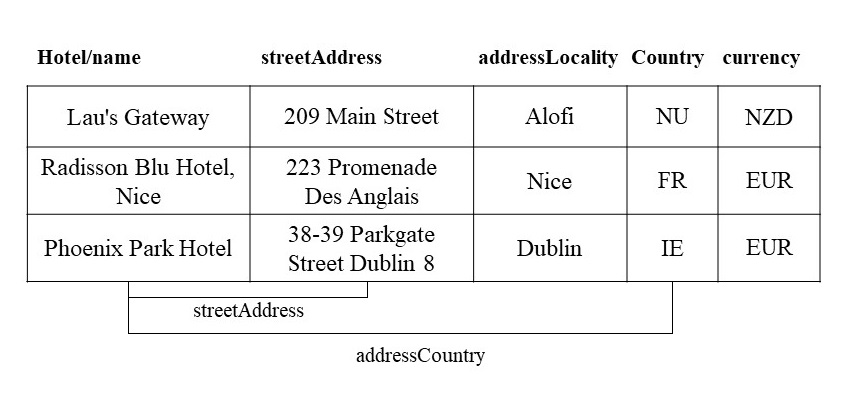 Hotel/name streetAddress addressLocality Country currency
Lau's Gateway 209 Main Street Alofi NU NZD
Radisson Blu Hotel, Nice 223 Promenade Des Anglais Nice FR EUR
Phoenix Park Hotel 38-39 Parkgate Street Dublin 8 Dublin IE EUR
streetAddress
addressCountry